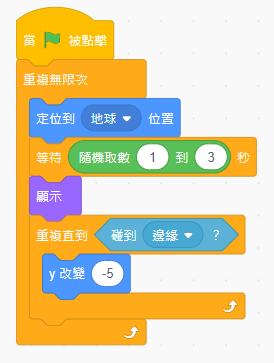 當 被點擊
重複無限次
定位到 地球 位置
等待 隨機取數 1 到 3 秒
顯示
重複直到 碰到 邊緣 ?
y 改變 -5